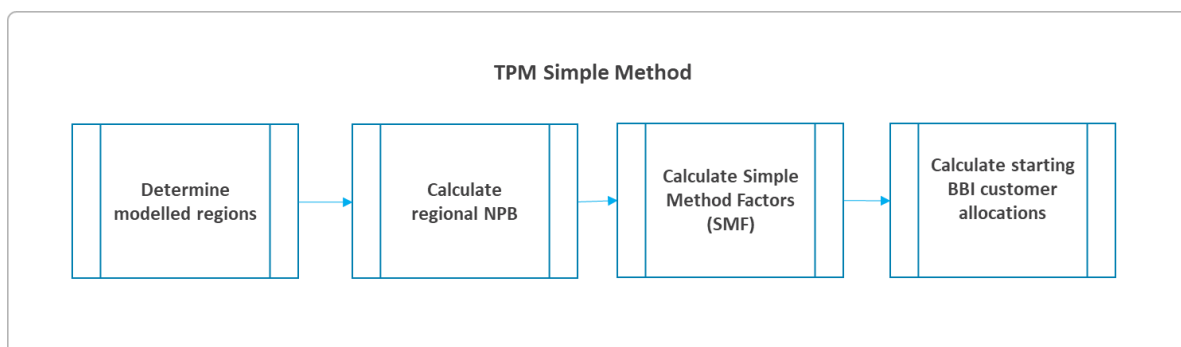 TPM Simple Method
Determine
modelled regions
Calculate
regional NPB
Calculate Simple
Method Factors
(SMF)
Calculate starting
BBI customer
allocations